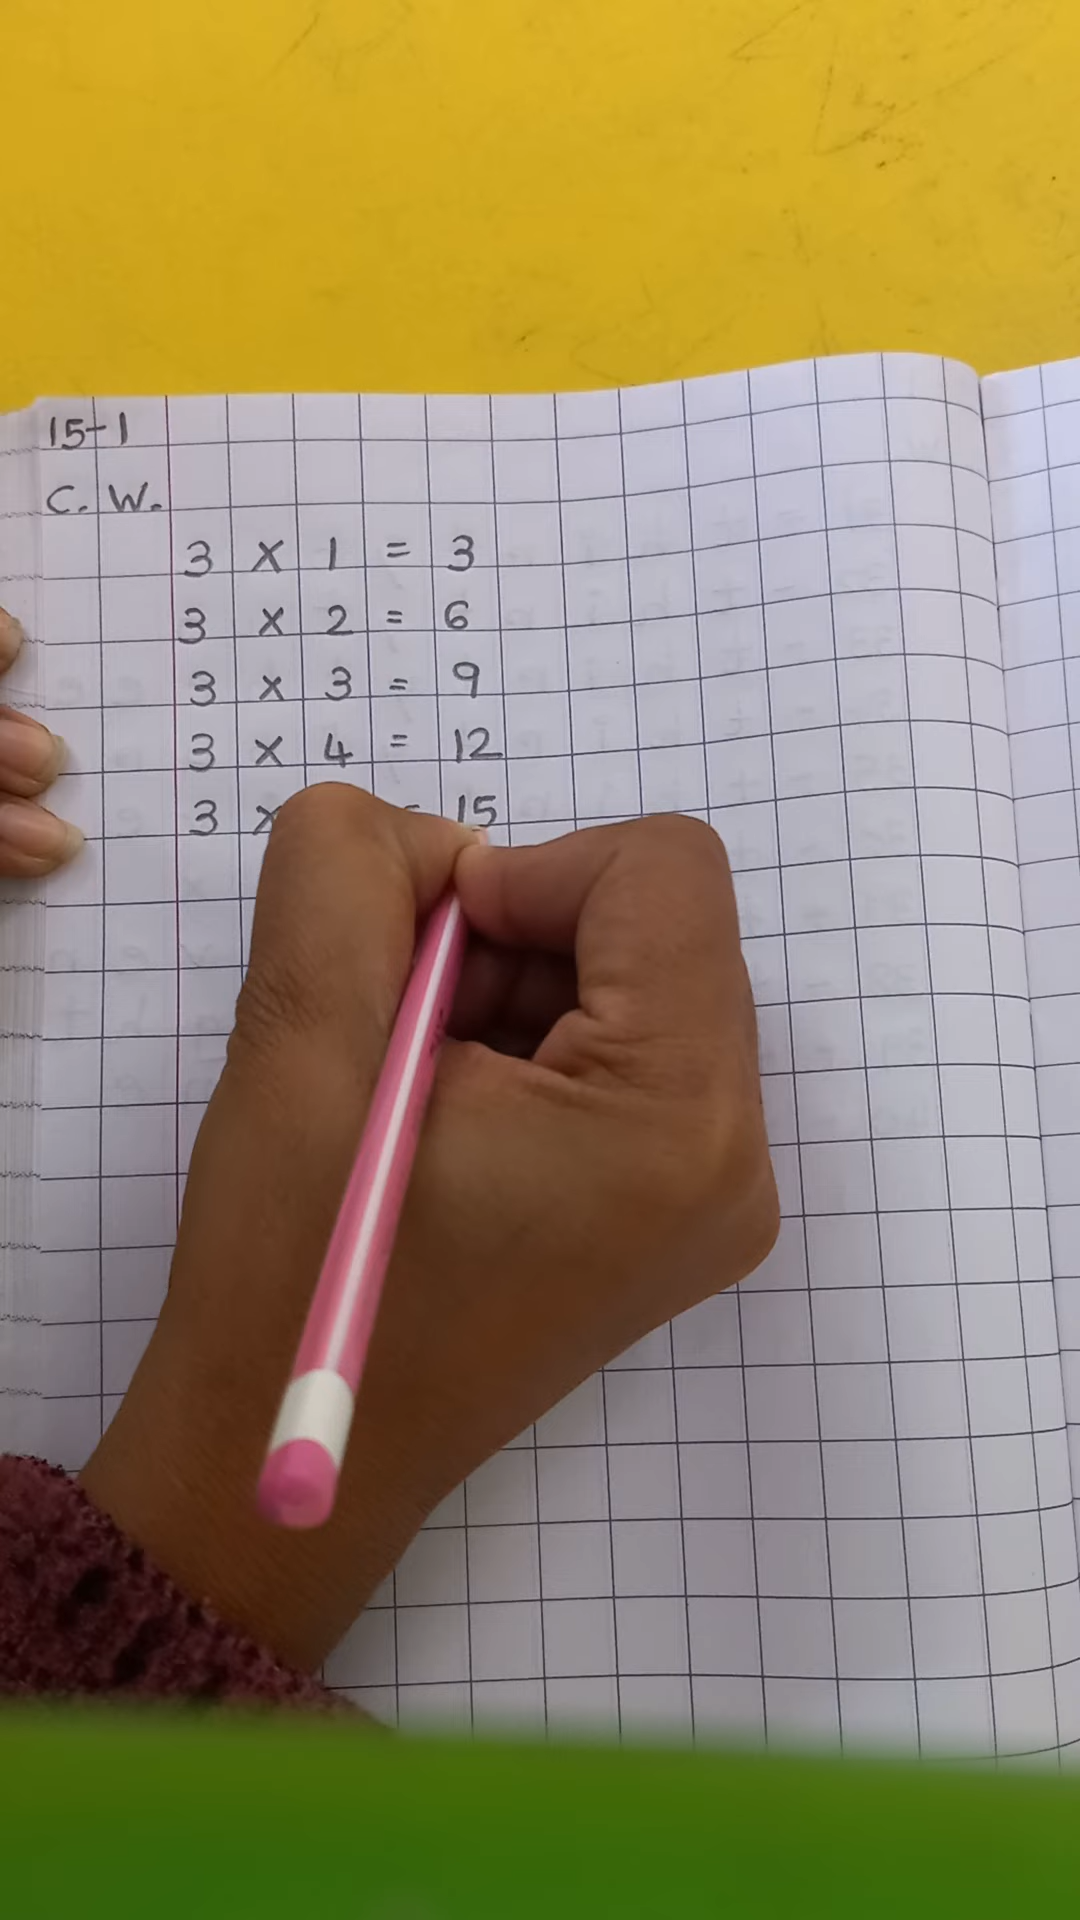 15-1
C. W.
3 × 1 = 3
3 × 2 = 6
3 × 3 = 9
3 × 4 = 12
3 × = 15